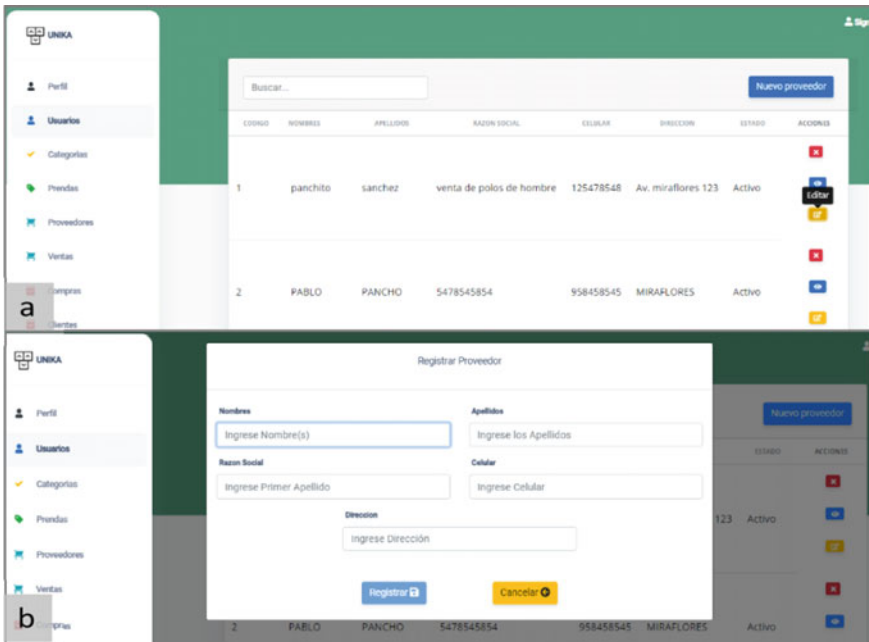 UNIKA
Sign
Perfil
Usuarios
Categorias
Prendas
Proveedores
Ventas
Compras
Clientes
Buscar...
Nuevo proveedor
CODIGO NOMBRES APELLIDOS RAZON SOCIAL CELULAR DIRECCION ESTADO ACCIONES
1 panchito sanchez venta de polos de hombre 125478548 Av. miraflores 123 Activo
Editar
2 PABLO PANCHO 5478545854 958458545 MIRAFLORES Activo
a
UNIKA
Perfil
Usuarios
Categorias
Prendas
Proveedores
Ventas
Compras
Registrar Proveedor
Nombres Apellidos
Ingrese Nombre(s) Ingrese los Apellidos
Razon Social Celular
Ingrese Primer Apellido Ingrese Celular
Direccion
Ingrese Dirección
Registrar Cancelar
Nuevo proveedor
ESTADO ACCIONES
123 Activo
2 PABLO PANCHO 5478545854 958458545 MIRAFLORES Activo
b